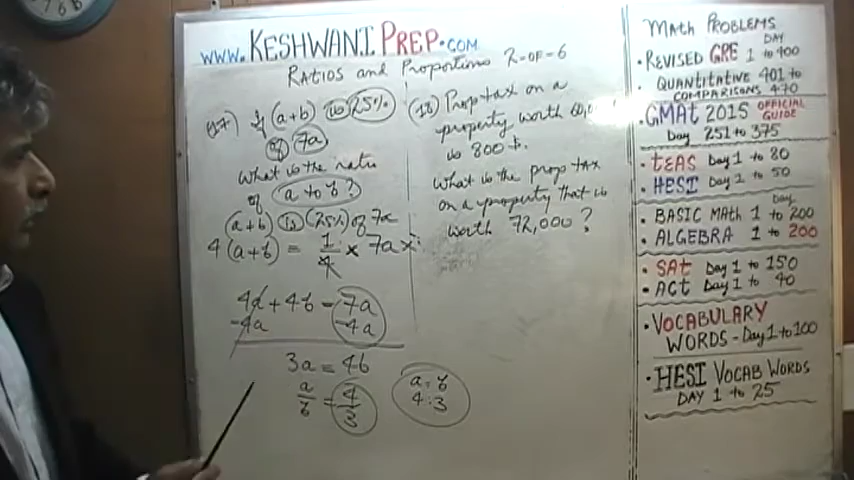 www.KESHWANIPREP.COM
RATIOS and Proportions 2-OF-6
(17) If (a+b) is 25%
of 7a
what is the ratio
of a to b?
(a+b) is (25%) of 7a
4(a+b) = 1/4 × 7a ×
4a + 4b = 7a
-4a -4a
3a = 4b
a/b = 4/3
a : b
4 : 3
(18) Prop tax on a
property worth 60,0
is 800 $.
What is the prop tax
on a property that is
worth 72,000 ?
MATH PROBLEMS
DAY
• REVISED GRE 1 to 400
• QUANTITATIVE 401 to
COMPARISONS 470
• GMAT 2015 OFFICIAL GUIDE
Day 251 to 375
• TEAS Day 1 to 80
• HESI Day 1 to 50
DAY
• BASIC MATH 1 to 200
• ALGEBRA 1 to 200
• SAT Day 1 to 150
• ACT Day 1 to 40
• VOCABULARY
WORDS - Day 1 to 100
• HESI VOCAB WORDS
DAY 1 to 25